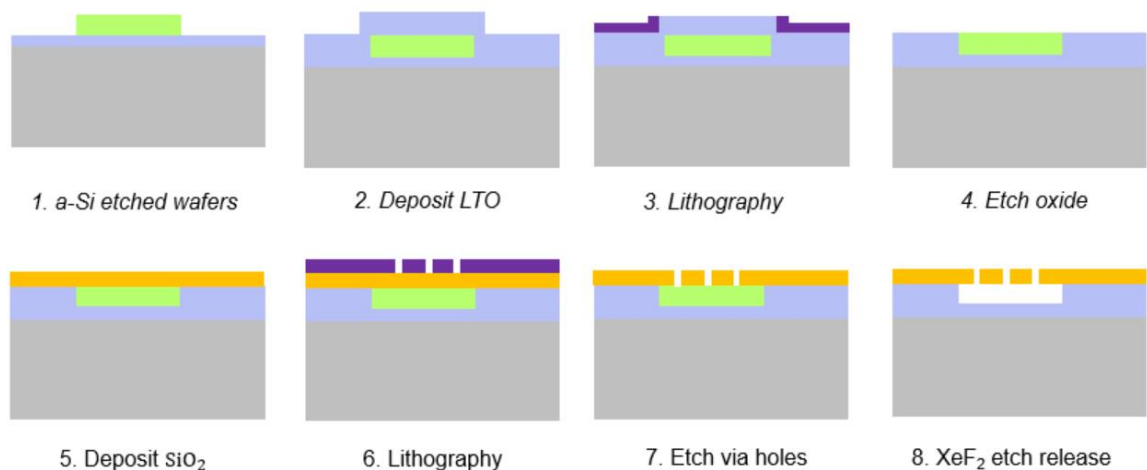 1. a-Si etched wafers
2. Deposit LTO
3. Lithography
4. Etch oxide
5. Deposit SiO₂
6. Lithography
7. Etch via holes
8. XeF₂ etch release